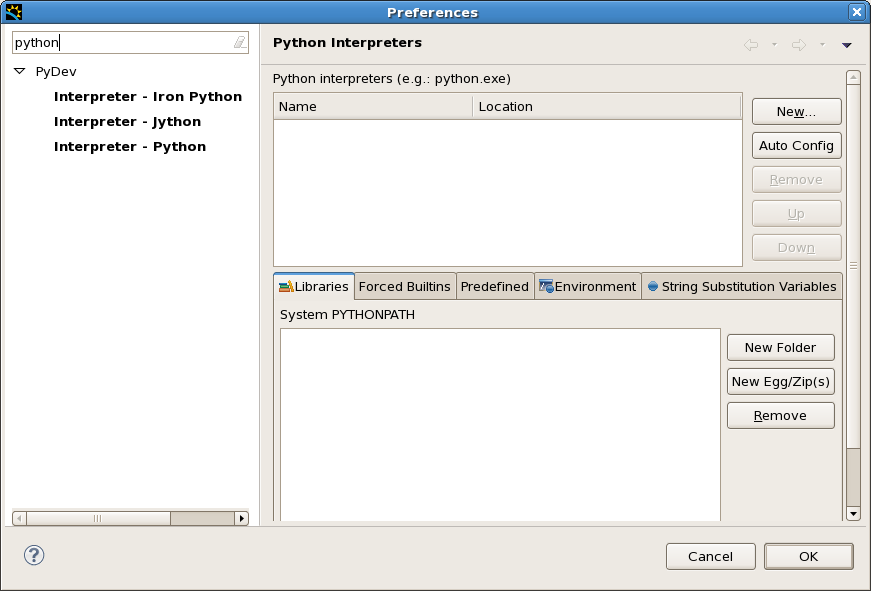 Preferences
python
PyDev
Interpreter - Iron Python
Interpreter - Jython
Interpreter - Python
Python Interpreters
Python interpreters (e.g.: python.exe)
Name Location
New...
Auto Config
Remove
Up
Down
Libraries Forced Builtins Predefined Environment String Substitution Variables
System PYTHONPATH
New Folder
New Egg/Zip(s)
Remove
? Cancel OK